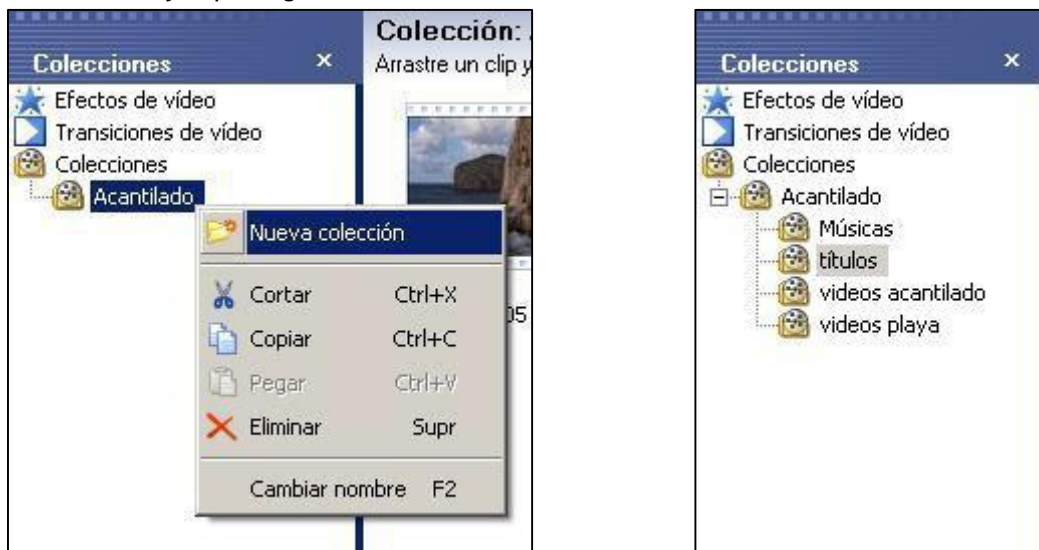 Colecciones ×
Efectos de vídeo
Transiciones de vídeo
Colecciones
Acantilado
Colección:
Arrastre un clip y
Nueva colección
Cortar Ctrl+X
Copiar Ctrl+C
Pegar Ctrl+V
Eliminar Supr
Cambiar nombre F2
05
Colecciones ×
Efectos de vídeo
Transiciones de vídeo
Colecciones
Acantilado
Músicas
títulos
videos acantilado
videos playa